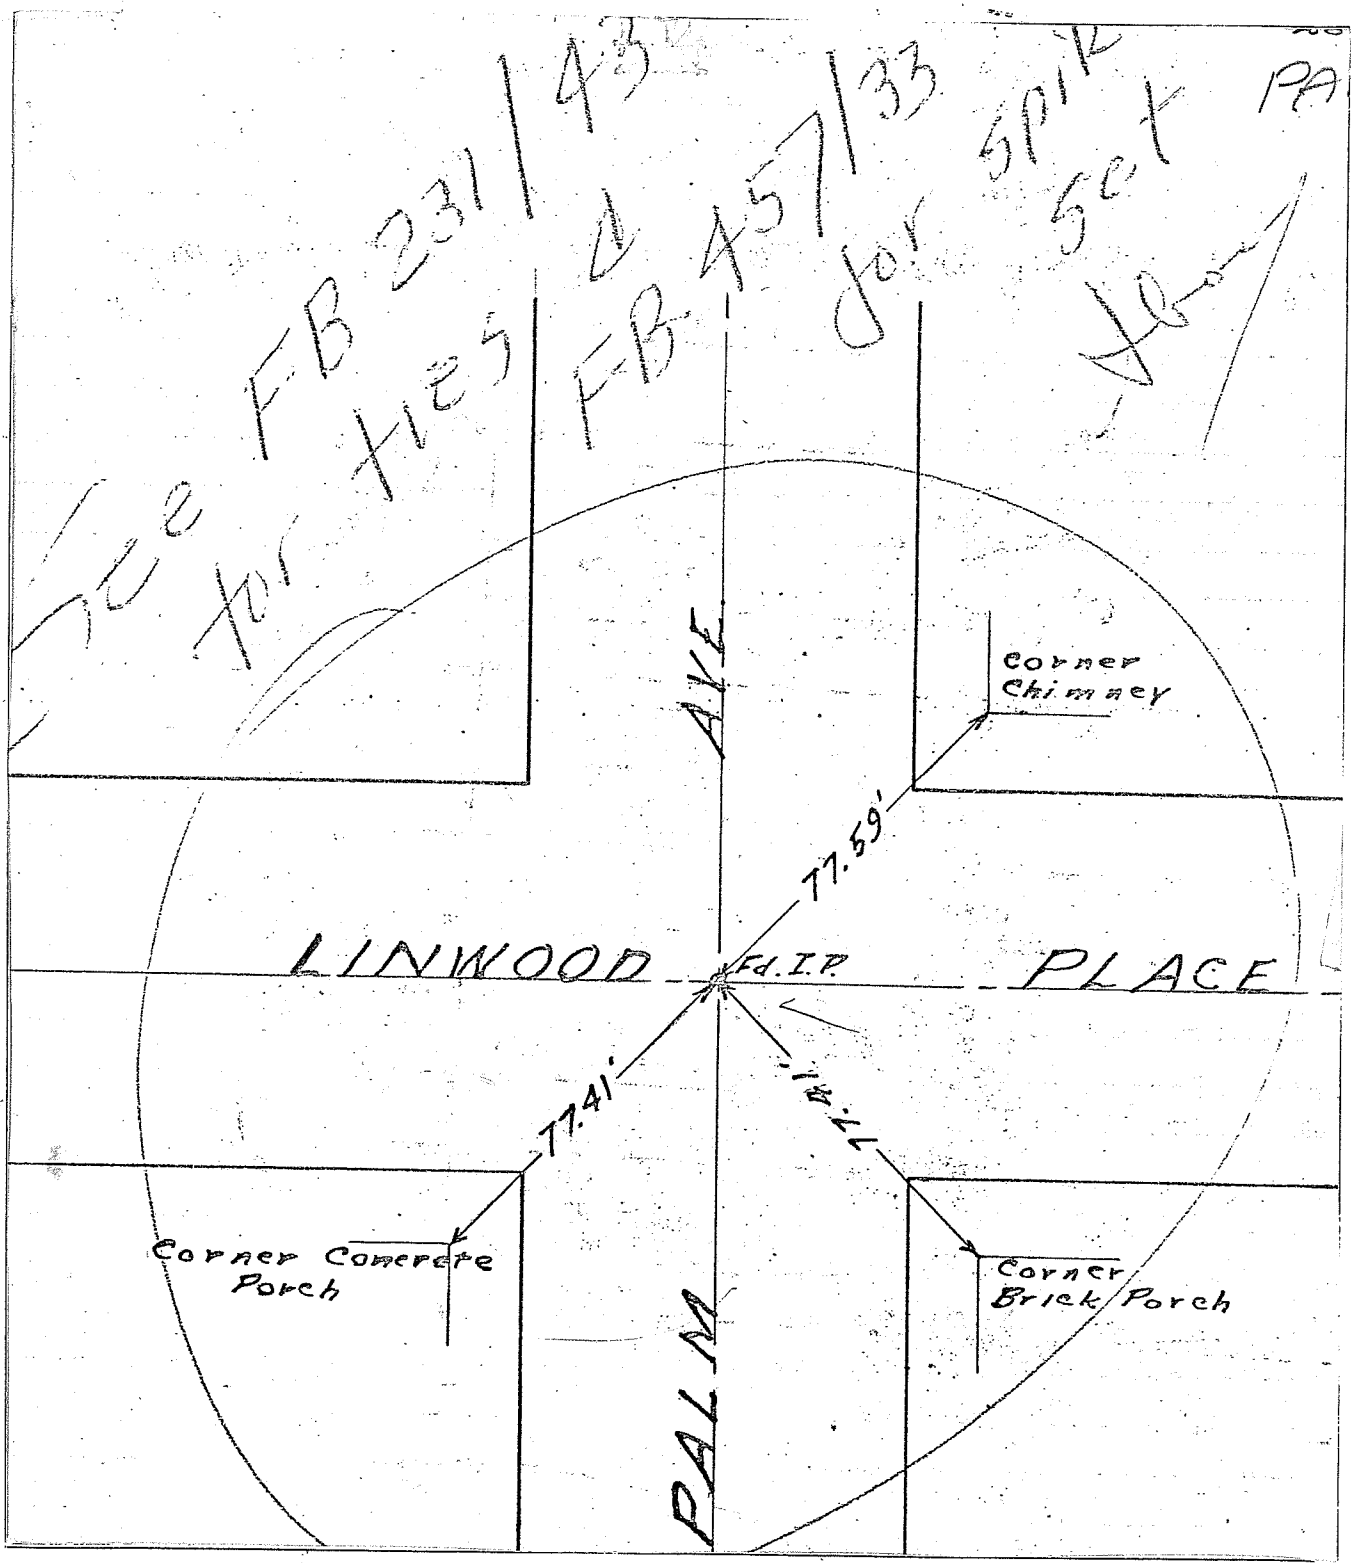 See FB 231/43
for ties
& FB 457/33
for spik
set
PA
AVE.
Corner
Chimney
77.59'
LINWOOD
Fd. I.P.
PLACE
77.41'
77.41'
Corner Concrete
Porch
Corner
Brick Porch
PALM